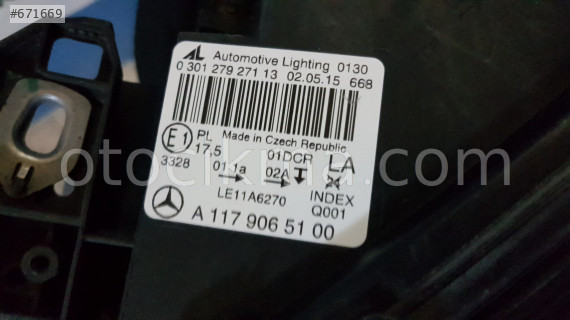 #671669
AL Automotive Lighting 0130
0 301 279 271 13 02.05.15 668
E1 PL Made in Czech Republic
17,5 01DCR LA
3328 01 1a 02A
LE11A6270 INDEX
Q001
A 117 906 51 00
otocikma.com